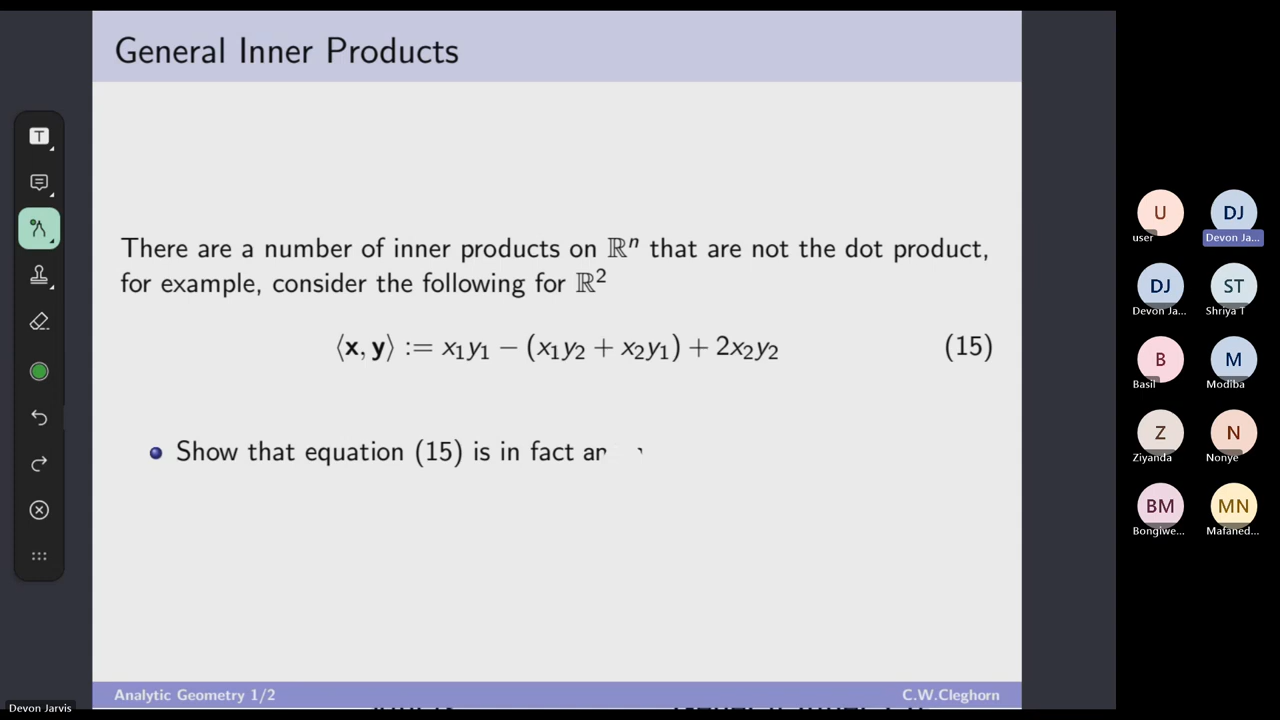 General Inner Products
There are a number of inner products on ℝⁿ that are not the dot product,
for example, consider the following for ℝ²
⟨x, y⟩ := x₁y₁ − (x₁y₂ + x₂y₁) + 2x₂y₂ (15)
Show that equation (15) is in fact
Analytic Geometry 1/2
C.W.Cleghorn
Devon Jarvis
T
U
DJ
user
Devon Ja...
DJ
ST
Devon Ja...
Shriya T
B
M
Basil
Modiba
Z
N
Ziyanda
Nonye
BM
MN
Bongiwe...
Mafaned...